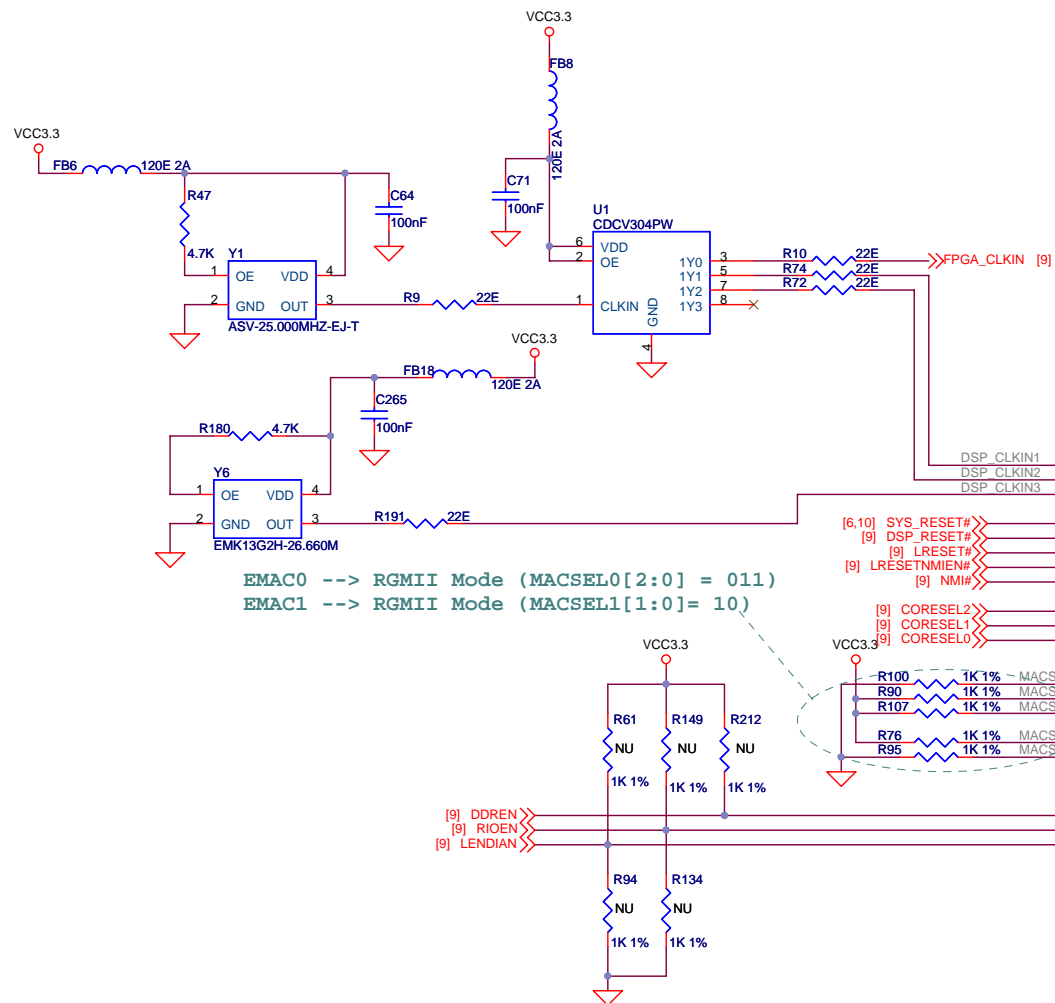 VCC3.3
FB8
120E 2A
VCC3.3
FB6
120E 2A
R47
4.7K
C64
100nF
C71
100nF
U1
CDCV304PW
6
VDD
2
OE
1
CLKIN
GND
4
1Y0
3
1Y1
5
1Y2
7
1Y3
8
R10
22E
R74
22E
R72
22E
FPGA_CLKIN [9]
Y1
1
OE
VDD
4
2
GND
OUT
3
ASV-25.000MHZ-EJ-T
R9
22E
VCC3.3
FB18
120E 2A
C265
100nF
R180
4.7K
Y6
1
OE
VDD
4
2
GND
OUT
3
EMK13G2H-26.660M
R191
22E
DSP_CLKIN1
DSP_CLKIN2
DSP_CLKIN3
[6,10] SYS_RESET#
[9] DSP_RESET#
[9] LRESET#
[9] LRESETNMIEN#
[9] NMI#
[9] CORESEL2
[9] CORESEL1
[9] CORESEL0
EMAC0 --> RGMII Mode (MACSEL0[2:0] = 011)
EMAC1 --> RGMII Mode (MACSEL1[1:0]= 10)
VCC3.3
R100
1K 1%
MACS
R90
1K 1%
MACS
R107
1K 1%
MACS
R76
1K 1%
MACS
R95
1K 1%
MACS
VCC3.3
R61
NU
1K 1%
R149
NU
1K 1%
R212
NU
1K 1%
[9] DDREN
[9] RIOEN
[9] LENDIAN
R94
NU
1K 1%
R134
NU
1K 1%